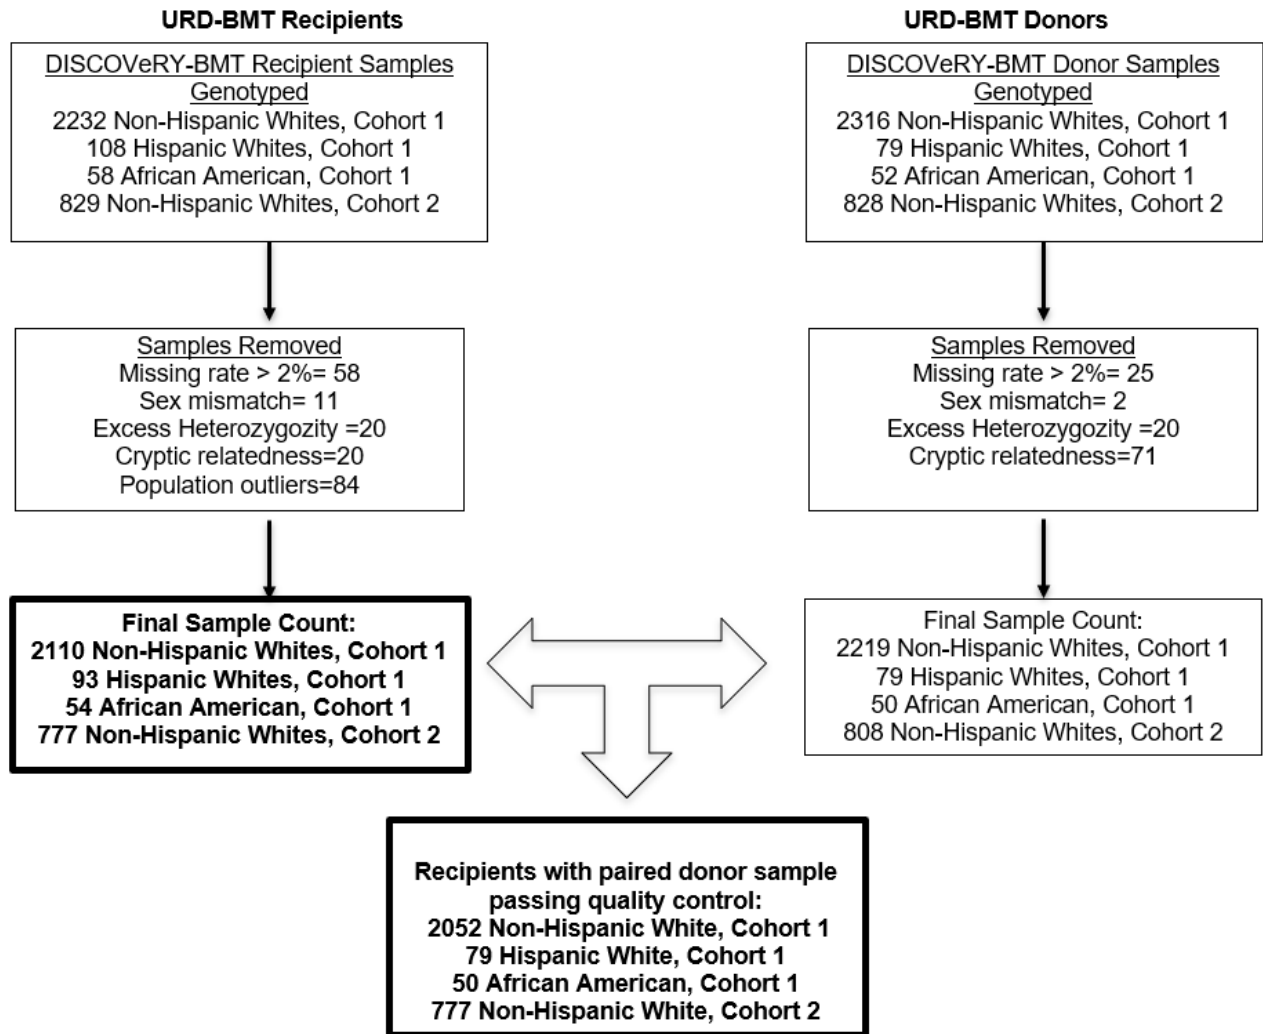 URD-BMT Recipients
DISCOVeRY-BMT Recipient Samples
Genotyped
2232 Non-Hispanic Whites, Cohort 1
108 Hispanic Whites, Cohort 1
58 African American, Cohort 1
829 Non-Hispanic Whites, Cohort 2
Samples Removed
Missing rate > 2%= 58
Sex mismatch= 11
Excess Heterozygozity =20
Cryptic relatedness=20
Population outliers=84
Final Sample Count:
2110 Non-Hispanic Whites, Cohort 1
93 Hispanic Whites, Cohort 1
54 African American, Cohort 1
777 Non-Hispanic Whites, Cohort 2
URD-BMT Donors
DISCOVeRY-BMT Donor Samples
Genotyped
2316 Non-Hispanic Whites, Cohort 1
79 Hispanic Whites, Cohort 1
52 African American, Cohort 1
828 Non-Hispanic Whites, Cohort 2
Samples Removed
Missing rate > 2%= 25
Sex mismatch= 2
Excess Heterozygozity =20
Cryptic relatedness=71
Final Sample Count:
2219 Non-Hispanic Whites, Cohort 1
79 Hispanic Whites, Cohort 1
50 African American, Cohort 1
808 Non-Hispanic Whites, Cohort 2
Recipients with paired donor sample
passing quality control:
2052 Non-Hispanic White, Cohort 1
79 Hispanic White, Cohort 1
50 African American, Cohort 1
777 Non-Hispanic White, Cohort 2